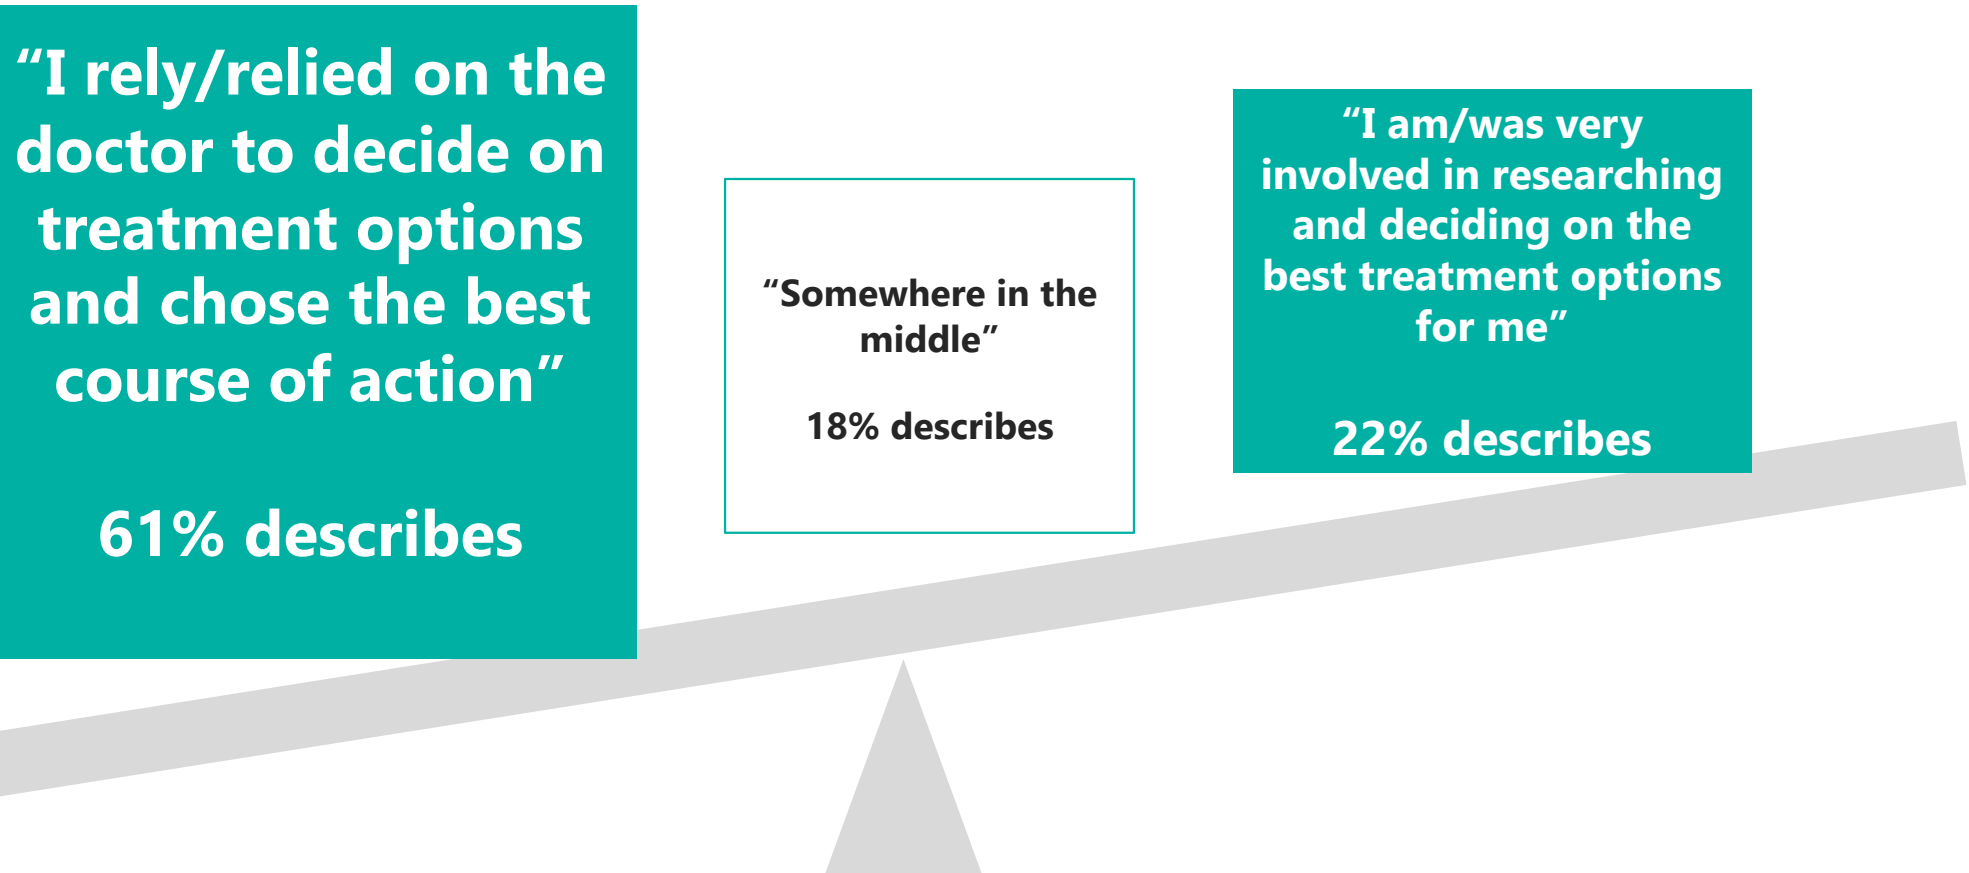 “I rely/relied on the
doctor to decide on
treatment options
and chose the best
course of action”
61% describes
“Somewhere in the
middle”
18% describes
“I am/was very
involved in researching
and deciding on the
best treatment options
for me”
22% describes